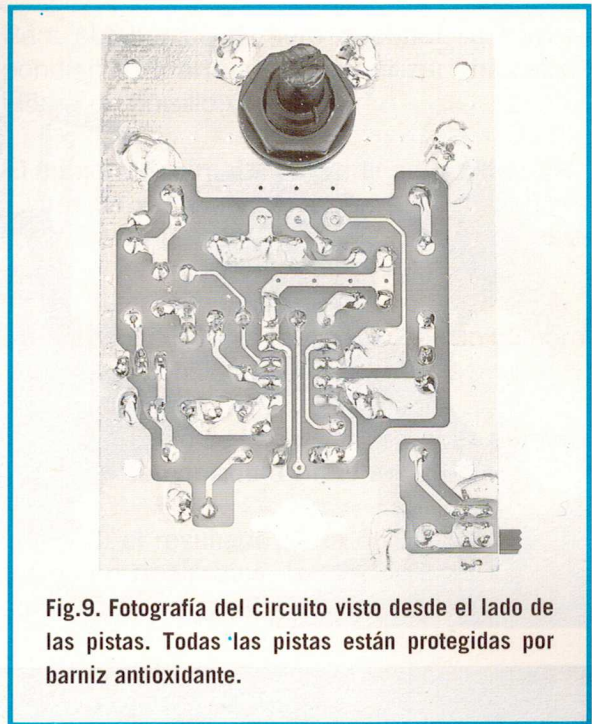 Fig.9. Fotografía del circuito visto desde el lado de
las pistas. Todas las pistas están protegidas por
barniz antioxidante.